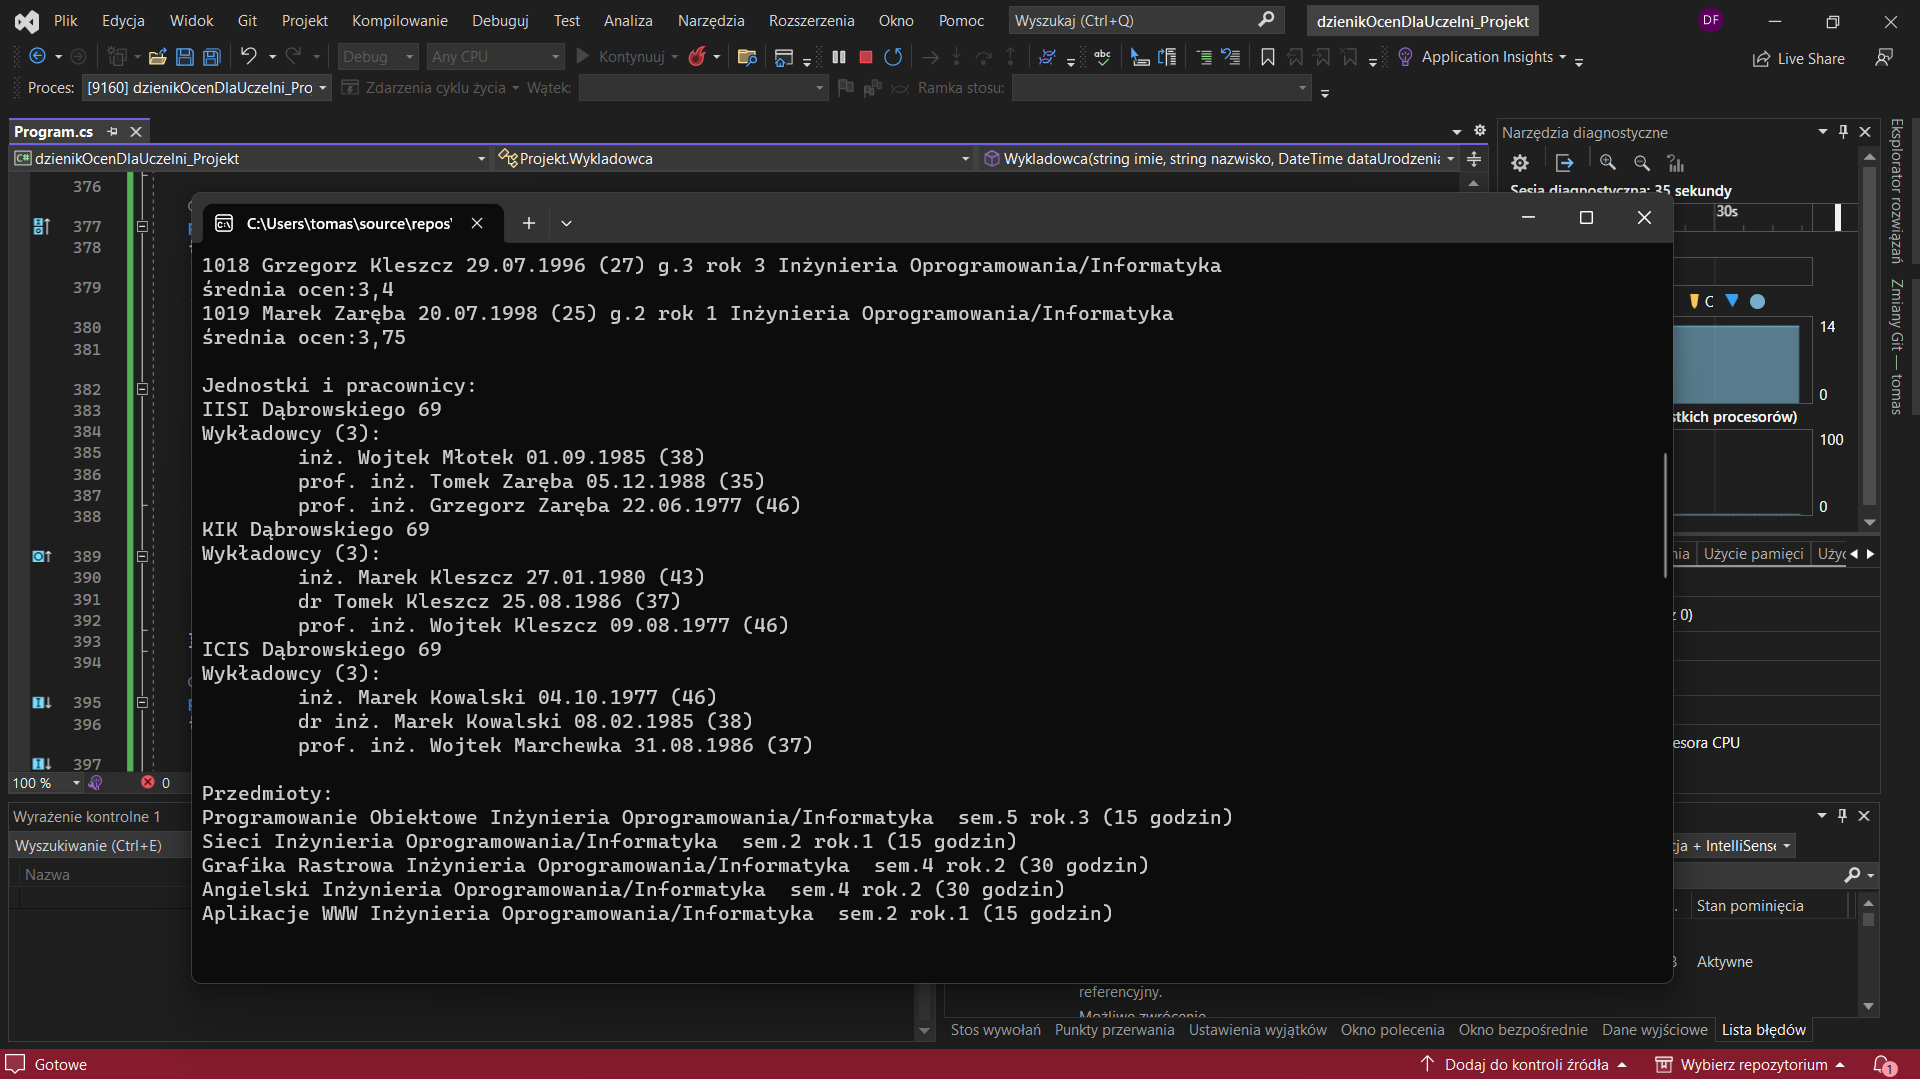 Plik Edycja Widok Git Projekt Kompilowanie Debuguj Test Analiza Narzędzia Rozszerzenia Okno Pomoc Wyszukaj (Ctrl+Q) dzienikOcenDlaUczelni_Projekt DF
Debug Any CPU Kontynuuj Application Insights Live Share
Proces: [9160] dzienikOcenDlaUczelni_Pro Zdarzenia cyklu życia Wątek: Ramka stosu:
Program.cs
dzienikOcenDlaUczelni_Projekt Projekt.Wykladowca Wykladowca(string imie, string nazwisko, DateTime dataUrodzenia
Narzędzia diagnostyczne
Sesja diagnostyczna: 35 sekundy
30s
Eksplorator rozwiązań
Zmiany Git — tomas
376
377
378
379
380
381
382
383
384
385
386
387
388
389
390
391
392
393
394
395
396
397
C:\Users\tomas\source\repos\
1018 Grzegorz Kleszcz 29.07.1996 (27) g.3 rok 3 Inżynieria Oprogramowania/Informatyka
średnia ocen:3,4
1019 Marek Zaręba 20.07.1998 (25) g.2 rok 1 Inżynieria Oprogramowania/Informatyka
średnia ocen:3,75
Jednostki i pracownicy:
IISI Dąbrowskiego 69
Wykładowcy (3):
inż. Wojtek Młotek 01.09.1985 (38)
prof. inż. Tomek Zaręba 05.12.1988 (35)
prof. inż. Grzegorz Zaręba 22.06.1977 (46)
KIK Dąbrowskiego 69
Wykładowcy (3):
inż. Marek Kleszcz 27.01.1980 (43)
dr Tomek Kleszcz 25.08.1986 (37)
prof. inż. Wojtek Kleszcz 09.08.1977 (46)
ICIS Dąbrowskiego 69
Wykładowcy (3):
inż. Marek Kowalski 04.10.1977 (46)
dr inż. Marek Kowalski 08.02.1985 (38)
prof. inż. Wojtek Marchewka 31.08.1986 (37)
Przedmioty:
Programowanie Obiektowe Inżynieria Oprogramowania/Informatyka  sem.5 rok.3 (15 godzin)
Sieci Inżynieria Oprogramowania/Informatyka  sem.2 rok.1 (15 godzin)
Grafika Rastrowa Inżynieria Oprogramowania/Informatyka  sem.4 rok.2 (30 godzin)
Angielski Inżynieria Oprogramowania/Informatyka  sem.4 rok.2 (30 godzin)
Aplikacje WWW Inżynieria Oprogramowania/Informatyka  sem.2 rok.1 (15 godzin)
14
0
procesorów)
100
0
Użycie pamięci
z 0)
CPU
100 % 0
Wyrażenie kontrolne 1
Wyszukiwanie (Ctrl+E)
Nazwa
+ IntelliSense
Stan pominięcia
Aktywne
referencyjny.
Możliwe zwrócenie
Stos wywołań Punkty przerwania Ustawienia wyjątków Okno polecenia Okno bezpośrednie Dane wyjściowe Lista błędów
Gotowe Dodaj do kontroli źródła Wybierz repozytorium 1